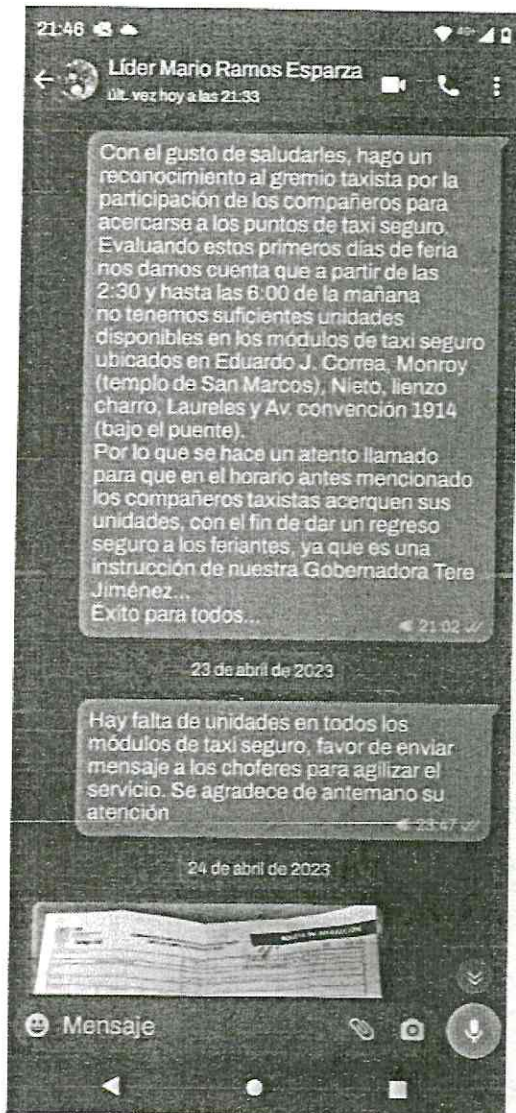 21:46
4G+
Líder Mario Ramos Esparza
últ. vez hoy a las 21:33
Con el gusto de saludarles, hago un
reconocimiento al gremio taxista por la
participación de los compañeros para
acercarse a los puntos de taxi seguro.
Evaluando estos primeros días de feria
nos damos cuenta que a partir de las
2:30 y hasta las 6:00 de la mañana
no tenemos suficientes unidades
disponibles en los módulos de taxi seguro
ubicados en Eduardo J. Correa, Monroy
(templo de San Marcos), Nieto, lienzo
charro, Laureles y Av. convención 1914
(bajo el puente).
Por lo que se hace un atento llamado
para que en el horario antes mencionado
los compañeros taxistas acerquen sus
unidades, con el fin de dar un regreso
seguro a los feriantes, ya que es una
instrucción de nuestra Gobernadora Tere
Jiménez...
Éxito para todos...
21:02
23 de abril de 2023
Hay falta de unidades en todos los
módulos de taxi seguro, favor de enviar
mensaje a los choferes para agilizar el
servicio. Se agradece de antemano su
atención
23:47
24 de abril de 2023
Mensaje